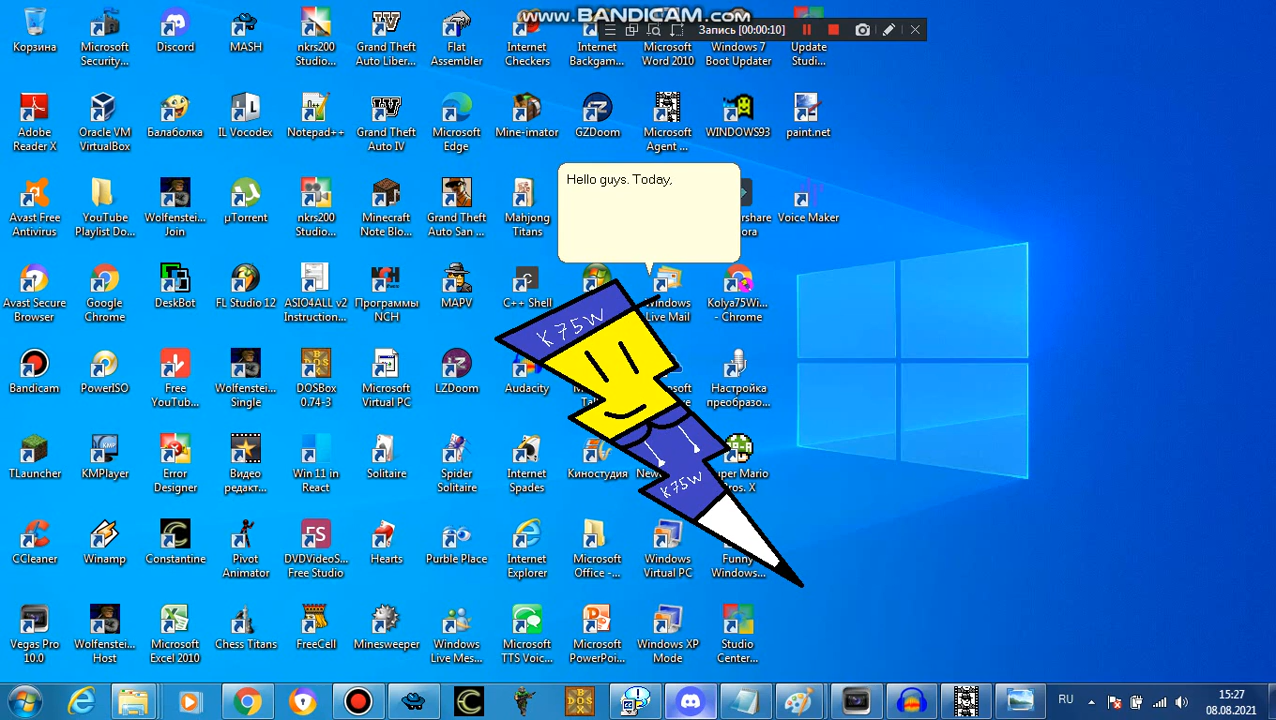 www.BANDICAM.com
Запись [00:00:10]
Корзина
Microsoft
Security...
Discord
MASH
nkrs200
Studio...
Grand Theft
Auto Liber...
Flat
Assembler
Internet
Checkers
Internet
Backgam...
Microsoft
Word 2010
Windows 7
Boot Updater
Update
Studi...
Adobe
Reader X
Oracle VM
VirtualBox
Балаболка
IL Vocodex
Notepad++
Grand Theft
Auto IV
Microsoft
Edge
Mine-imator
GZDoom
Microsoft
Agent ...
WINDOWS93
paint.net
Hello guys. Today,
Avast Free
Antivirus
YouTube
Playlist Do...
Wolfenstei...
Join
µTorrent
nkrs200
Studio...
Minecraft
Note Blo...
Grand Theft
Auto San ...
Mahjong
Titans
Voice Maker
Avast Secure
Browser
Google
Chrome
DeskBot
FL Studio 12
ASIO4ALL v2
Instruction...
Программы
NCH
MAPV
C++ Shell
Windows
Live Mail
Kolya75Wi...
- Chrome
K75W
Bandicam
PowerISO
Free
YouTube...
Wolfenstei...
Single
DOSBox
0.74-3
Microsoft
Virtual PC
LZDoom
Audacity
Настройка
преобразо...
TLauncher
KMPlayer
Error
Designer
Видео
редакт...
Win 11 in
React
Solitaire
Spider
Solitaire
Internet
Spades
Киностудия
K75W
CCleaner
Winamp
Constantine
Pivot
Animator
DVDVideoS...
Free Studio
Hearts
Purble Place
Internet
Explorer
Microsoft
Office - ...
Windows
Virtual PC
Funny
Windows...
Vegas Pro
10.0
Wolfenstei...
Host
Microsoft
Excel 2010
Chess Titans
FreeCell
Minesweeper
Windows
Live Mes...
Microsoft
TTS Voic...
Microsoft
PowerPoi...
Windows XP
Mode
Studio
Center...
RU
15:27
08.08.2021